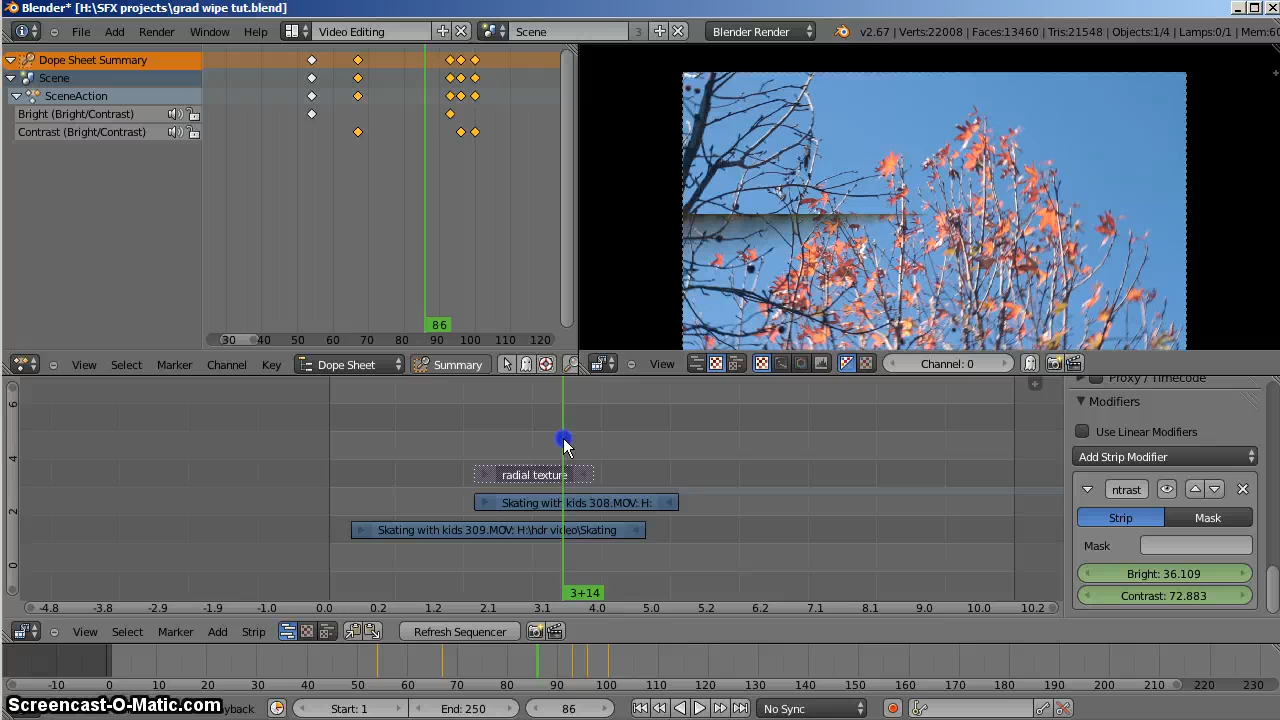 Blender* [H:\SFX projects\grad wipe tut.blend]
File Add Render Window Help Video Editing Scene 3 Blender Render v2.67 | Verts:22008 | Faces:13460 | Tris:21548 | Objects:1/4 | Lamps:0/1 |
Dope Sheet Summary
Scene
SceneAction
Bright (Bright/Contrast)
Contrast (Bright/Contrast)
86
30 40 50 60 70 80 90 100 110 120
View Select Marker Channel Key Dope Sheet Summary View Channel: 0
6
4
2
0
radial texture
Skating with kids 308.MOV: H:
Skating with kids 309.MOV: H:\hdr video\Skating
3+14
-4.8 -3.8 -2.9 -1.9 -1.0 0.0 0.2 1.2 2.1 3.1 4.0 5.0 5.2 6.2 7.1 8.1 9.0 10.0 10.2
Proxy / Timecode
Modifiers
Use Linear Modifiers
Add Strip Modifier
ntrast
Strip Mask
Mask
Bright: 36.109
Contrast: 72.883
View Select Marker Add Strip Refresh Sequencer
-10 0 10 20 30 40 50 60 70 80 90 100 110 120 130 140 150 160 170 180 190 200 210 220 230
Screencast-O-Matic.com
yback Start: 1 End: 250 86 No Sync